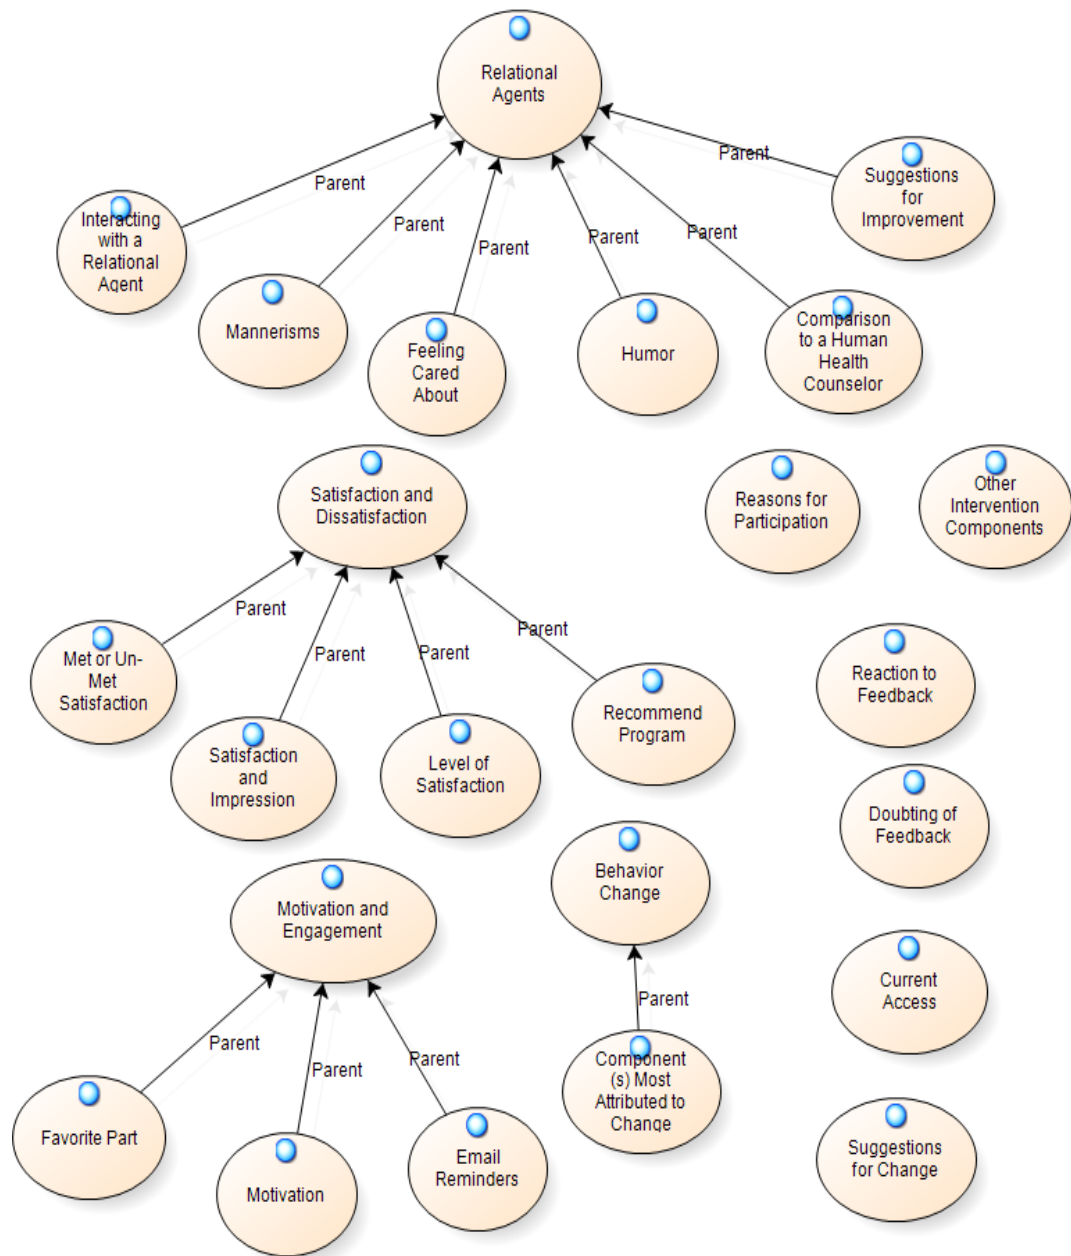 Relational
Agents
Parent
Suggestions
for
Improvement
Parent
Interacting
with a
Relational
Agent
Parent
Parent
Parent
Parent
Mannerisms
Feeling
Cared
About
Humor
Comparison
to a Human
Health
Counselor
Satisfaction and
Dissatisfaction
Reasons for
Participation
Other
Intervention
Components
Parent
Parent
Parent
Parent
Met or Un-
Met
Satisfaction
Satisfaction
and
Impression
Level of
Satisfaction
Recommend
Program
Reaction to
Feedback
Doubting of
Feedback
Motivation and
Engagement
Behavior
Change
Parent
Parent
Parent
Parent
Current
Access
Favorite Part
Motivation
Email
Reminders
Component
(s) Most
Attributed to
Change
Suggestions
for Change